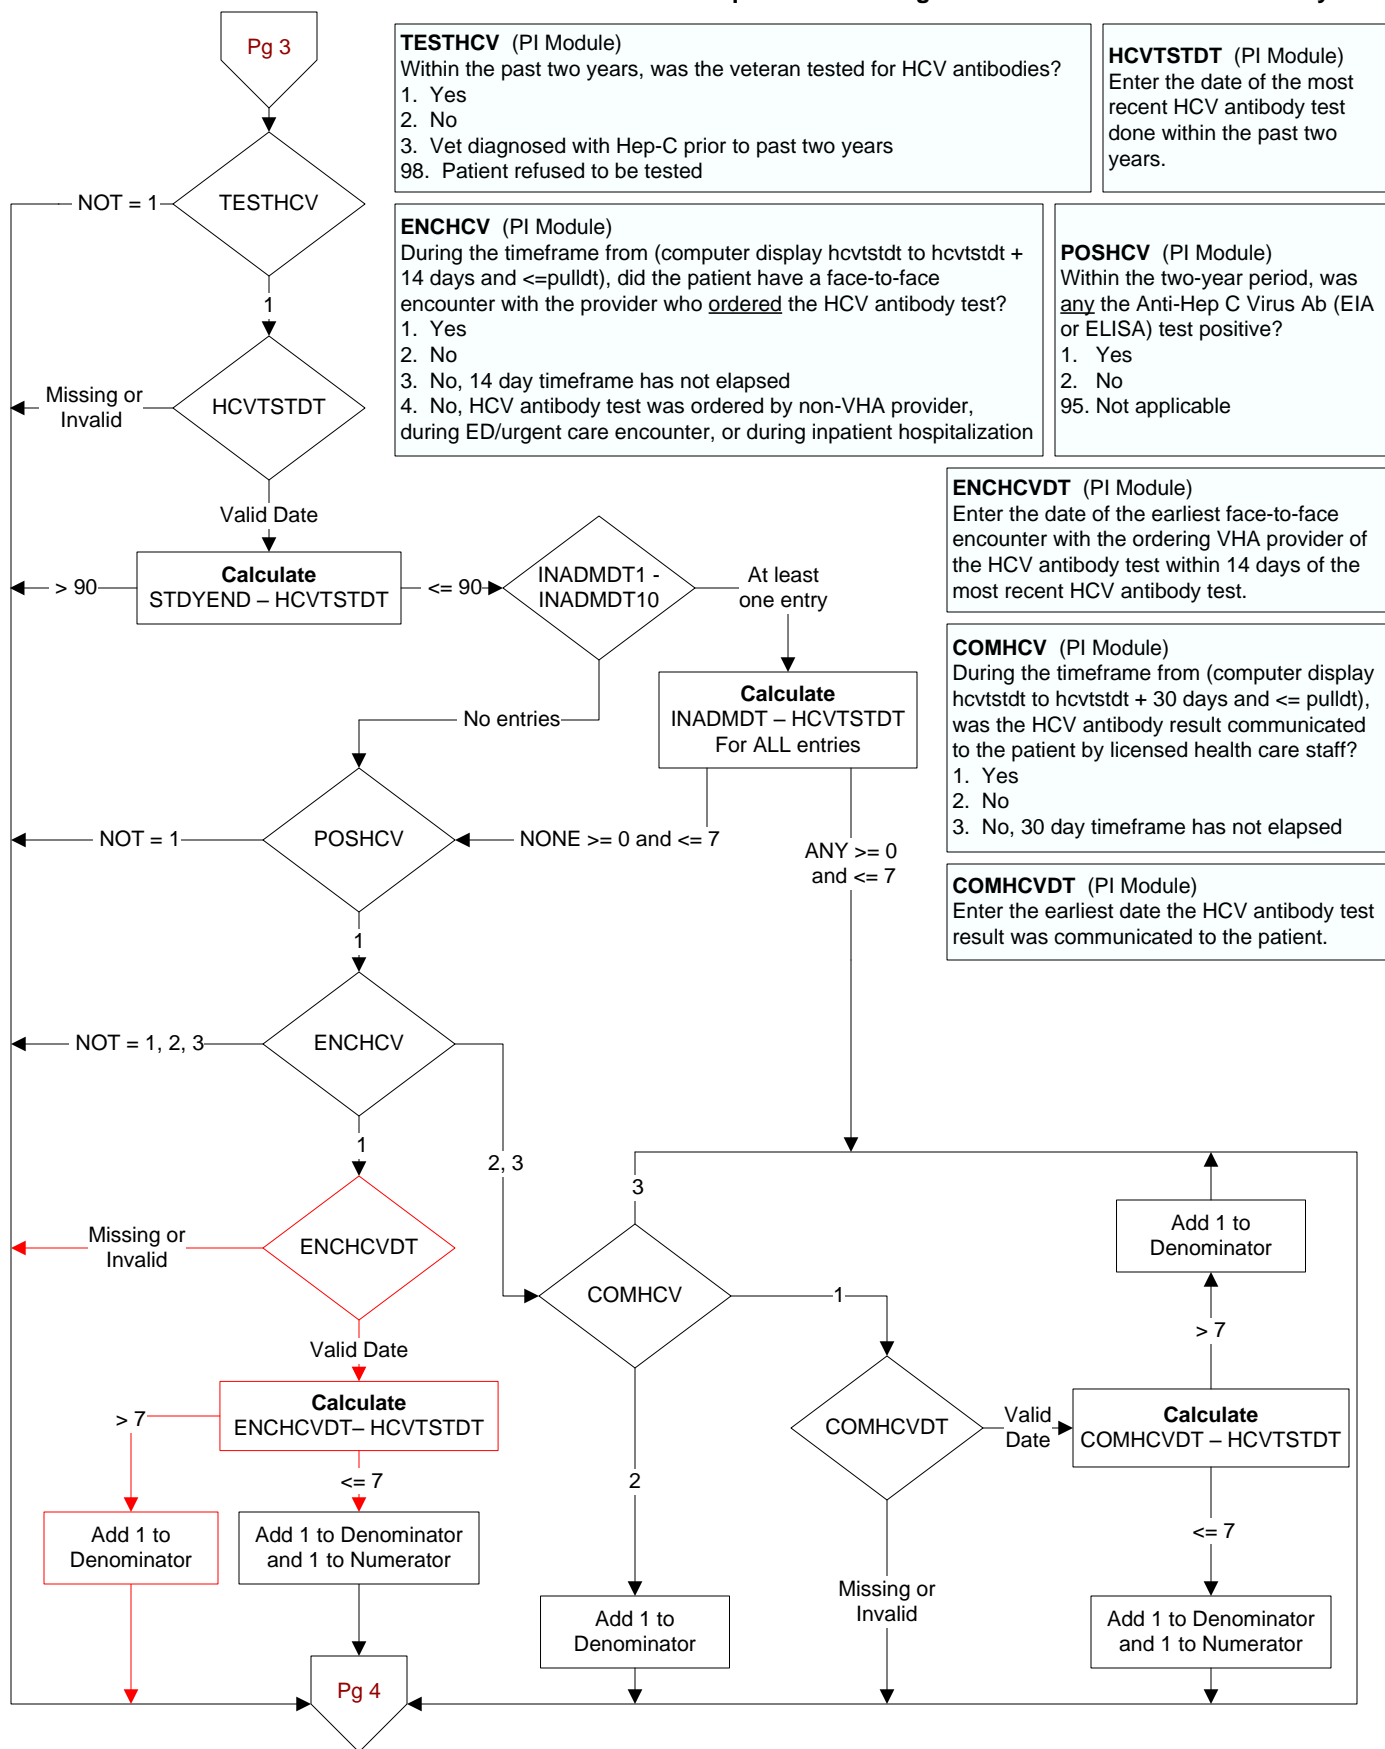 Pg 3
TESTHCV (PI Module)
Within the past two years, was the veteran tested for HCV antibodies?
1. Yes
2. No
3. Vet diagnosed with Hep-C prior to past two years
98. Patient refused to be tested
HCVTSTDT (PI Module)
Enter the date of the most
recent HCV antibody test
done within the past two
years.
NOT = 1
TESTHCV
1
ENCHCV (PI Module)
During the timeframe from (computer display hcvtstdt to hcvtstdt +
14 days and <=pulldt), did the patient have a face-to-face
encounter with the provider who ordered the HCV antibody test?
1. Yes
2. No
3. No, 14 day timeframe has not elapsed
4. No, HCV antibody test was ordered by non-VHA provider,
during ED/urgent care encounter, or during inpatient hospitalization
POSHCV (PI Module)
Within the two-year period, was
any the Anti-Hep C Virus Ab (EIA
or ELISA) test positive?
1. Yes
2. No
95. Not applicable
Missing or
Invalid
HCVTSTDT
Valid Date
ENCHCVDT (PI Module)
Enter the date of the earliest face-to-face
encounter with the ordering VHA provider of
the HCV antibody test within 14 days of the
most recent HCV antibody test.
> 90
Calculate
STDYEND – HCVTSTDT
<= 90
INADMDT1 -
INADMDT10
At least
one entry
COMHCV (PI Module)
During the timeframe from (computer display
hcvtstdt to hcvtstdt + 30 days and <= pulldt),
was the HCV antibody result communicated
to the patient by licensed health care staff?
1. Yes
2. No
3. No, 30 day timeframe has not elapsed
No entries
Calculate
INADMDT – HCVTSTDT
For ALL entries
NOT = 1
POSHCV
NONE >= 0 and <= 7
ANY >= 0
and <= 7
COMHCVDT (PI Module)
Enter the earliest date the HCV antibody test
result was communicated to the patient.
1
NOT = 1, 2, 3
ENCHCV
1
2, 3
3
Missing or
Invalid
ENCHCVDT
Add 1 to
Denominator
COMHCV
1
> 7
Valid Date
> 7
Calculate
ENCHCVDT– HCVTSTDT
COMHCVDT
Valid
Date
Calculate
COMHCVDT – HCVTSTDT
<= 7
2
<= 7
Add 1 to
Denominator
Add 1 to Denominator
and 1 to Numerator
Missing or
Invalid
Add 1 to
Denominator
Add 1 to Denominator
and 1 to Numerator
Pg 4